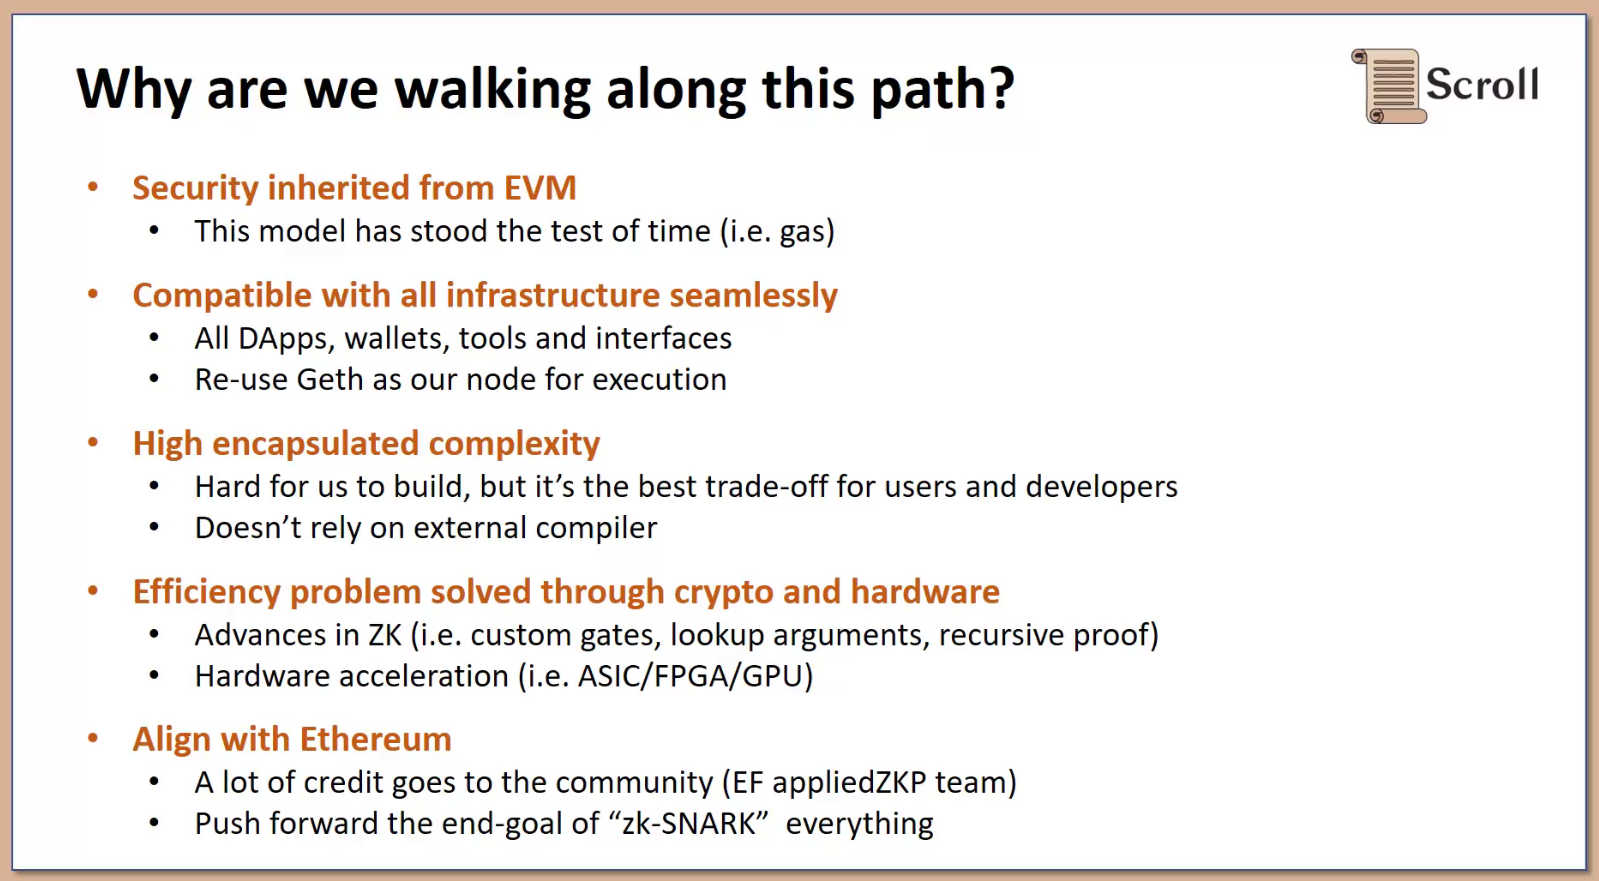 Why are we walking along this path?
Scroll
• Security inherited from EVM
• This model has stood the test of time (i.e. gas)
• Compatible with all infrastructure seamlessly
• All DApps, wallets, tools and interfaces
• Re-use Geth as our node for execution
• High encapsulated complexity
• Hard for us to build, but it’s the best trade-off for users and developers
• Doesn’t rely on external compiler
• Efficiency problem solved through crypto and hardware
• Advances in ZK (i.e. custom gates, lookup arguments, recursive proof)
• Hardware acceleration (i.e. ASIC/FPGA/GPU)
• Align with Ethereum
• A lot of credit goes to the community (EF appliedZKP team)
• Push forward the end-goal of “zk-SNARK”  everything